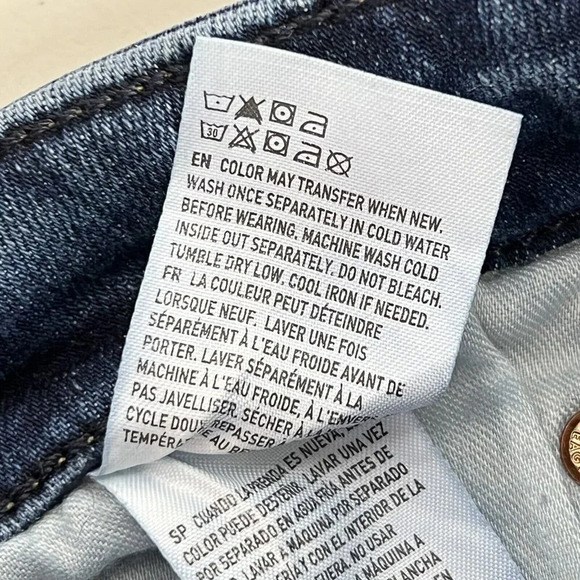 30
EN COLOR MAY TRANSFER WHEN NEW.
WASH ONCE SEPARATELY IN COLD WATER
BEFORE WEARING. MACHINE WASH COLD
INSIDE OUT SEPARATELY. DO NOT BLEACH.
TUMBLE DRY LOW. COOL IRON IF NEEDED.
FR LA COULEUR PEUT DÉTEINDRE
LORSQUE NEUF. LAVER UNE FOIS
SÉPARÉMENT À L'EAU FROIDE AVANT DE
PORTER. LAVER SÉPARÉMENT À LA
MACHINE À L'EAU FROIDE, À L'ENVERS
PAS JAVELLISER. SÉCHER À
CYCLE DOUX REPASSER À
AU
SP CUANDO LA PRENDA ES NUEVA,
COLOR PUEDE DESTEÑIR. LAVAR UNA VEZ
POR SEPARADO EN AGUA FRÍA ANTES DE
LAVAR A MÁQUINA POR SEPARADO
CON EL INTERIOR DE LA
NO USAR
A MÁQUINA A